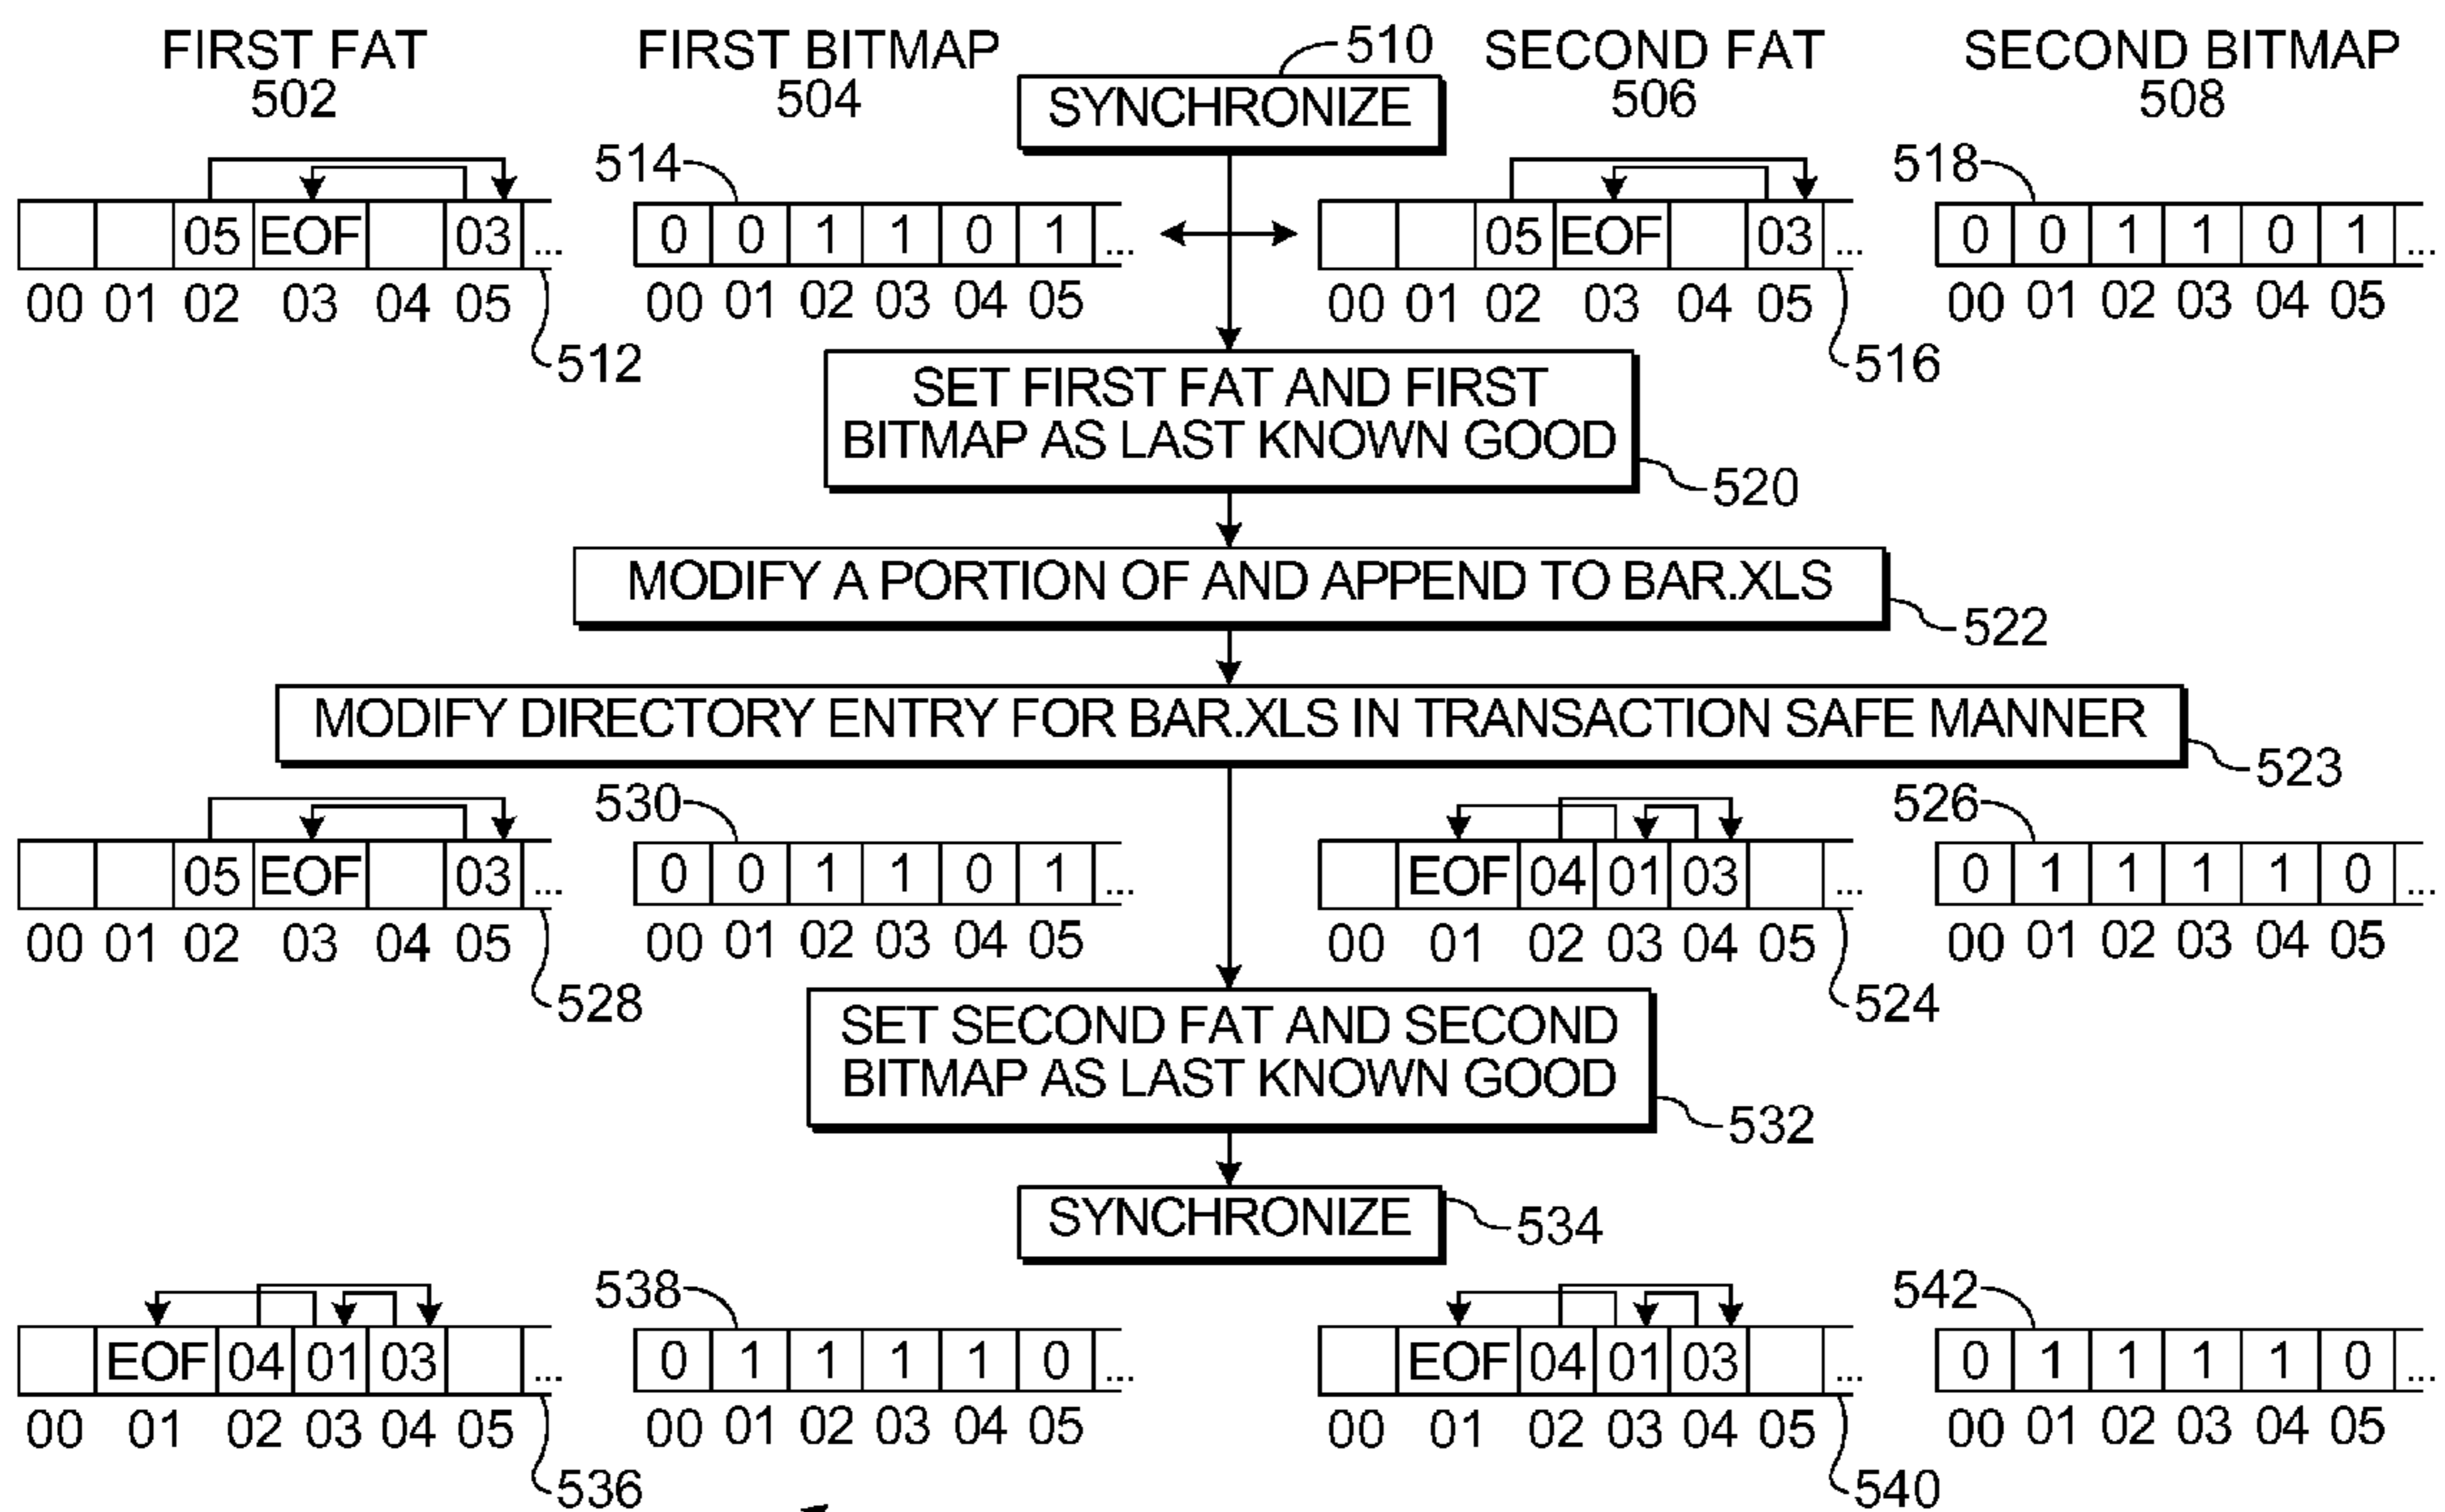 FIRST FAT
502
FIRST BITMAP
504
510
SYNCHRONIZE
SECOND FAT
506
SECOND BITMAP
508
05 EOF 03 ...
00 01 02 03 04 05
512
514
0 0 1 1 0 1 ...
00 01 02 03 04 05
05 EOF 03 ...
00 01 02 03 04 05
516
518
0 0 1 1 0 1 ...
00 01 02 03 04 05
SET FIRST FAT AND FIRST
BITMAP AS LAST KNOWN GOOD
520
MODIFY A PORTION OF AND APPEND TO BAR.XLS
522
MODIFY DIRECTORY ENTRY FOR BAR.XLS IN TRANSACTION SAFE MANNER
523
05 EOF 03 ...
00 01 02 03 04 05
528
530
0 0 1 1 0 1 ...
00 01 02 03 04 05
EOF 04 01 03 ...
00 01 02 03 04 05
524
526
0 1 1 1 1 0 ...
00 01 02 03 04 05
SET SECOND FAT AND SECOND
BITMAP AS LAST KNOWN GOOD
532
SYNCHRONIZE
534
EOF 04 01 03 ...
00 01 02 03 04 05
536
538
0 1 1 1 1 0 ...
00 01 02 03 04 05
EOF 04 01 03 ...
00 01 02 03 04 05
540
542
0 1 1 1 1 0 ...
00 01 02 03 04 05